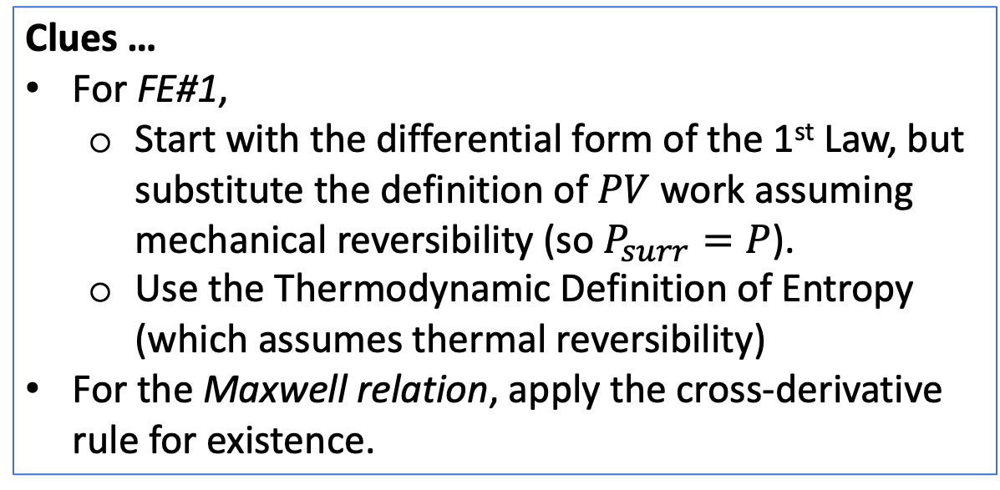 Clues ...
• For FE#1,
o Start with the differential form of the 1st Law, but
substitute the definition of PV work assuming
mechanical reversibility (so Psurr = P).
o Use the Thermodynamic Definition of Entropy
(which assumes thermal reversibility)
• For the Maxwell relation, apply the cross-derivative
rule for existence.